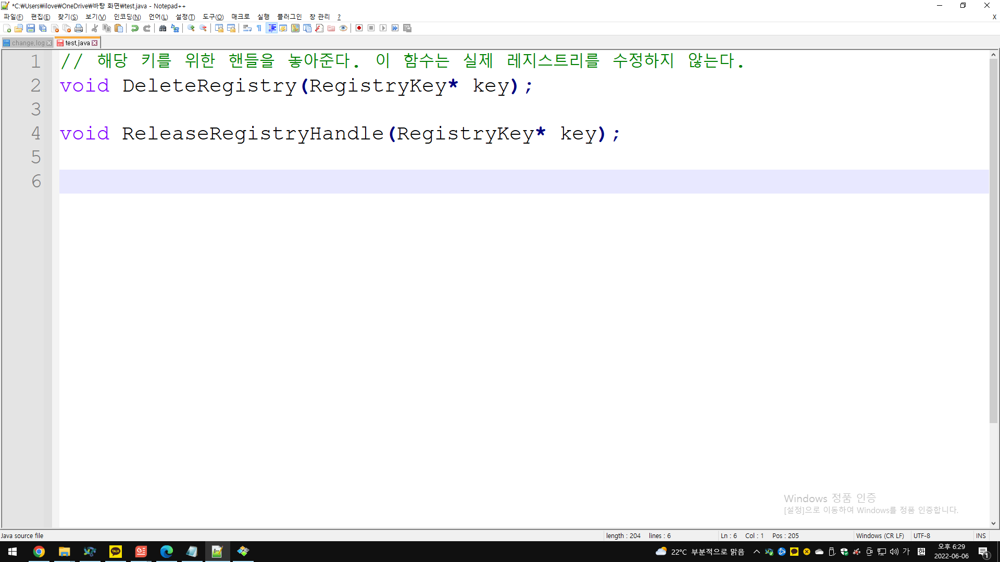 *C:\Users\ilove\OneDrive\바탕 화면\test.java - Notepad++
파일(F) 편집(E) 찾기(S) 보기(V) 인코딩(N) 언어(L) 설정(T) 도구(O) 매크로 실행 플러그인 창 관리 ? X
change.log test.java
1 // 해당 키를 위한 핸들을 놓아준다. 이 함수는 실제 레지스트리를 수정하지 않는다.
2 void DeleteRegistry(RegistryKey* key);
3
4 void ReleaseRegistryHandle(RegistryKey* key);
5
6
Windows 정품 인증
[설정]으로 이동하여 Windows를 정품 인증합니다.
Java source file length : 204 lines : 6 Ln : 6 Col : 1 Pos : 205 Windows (CR LF) UTF-8 INS
TALK 22°C 부분적으로 맑음 가 한 오후 6:29
2022-06-06 1